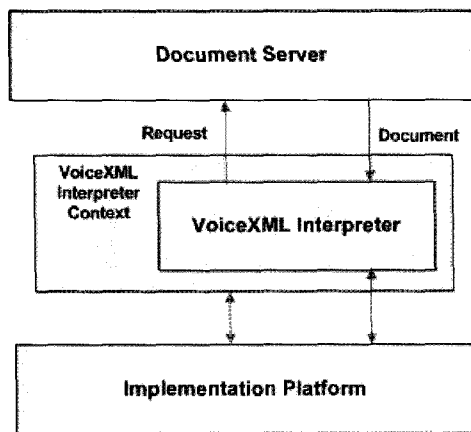 Document Server
Request
Document
VoiceXML
Interpreter
Context
VoiceXML Interpreter
Implementation Platform